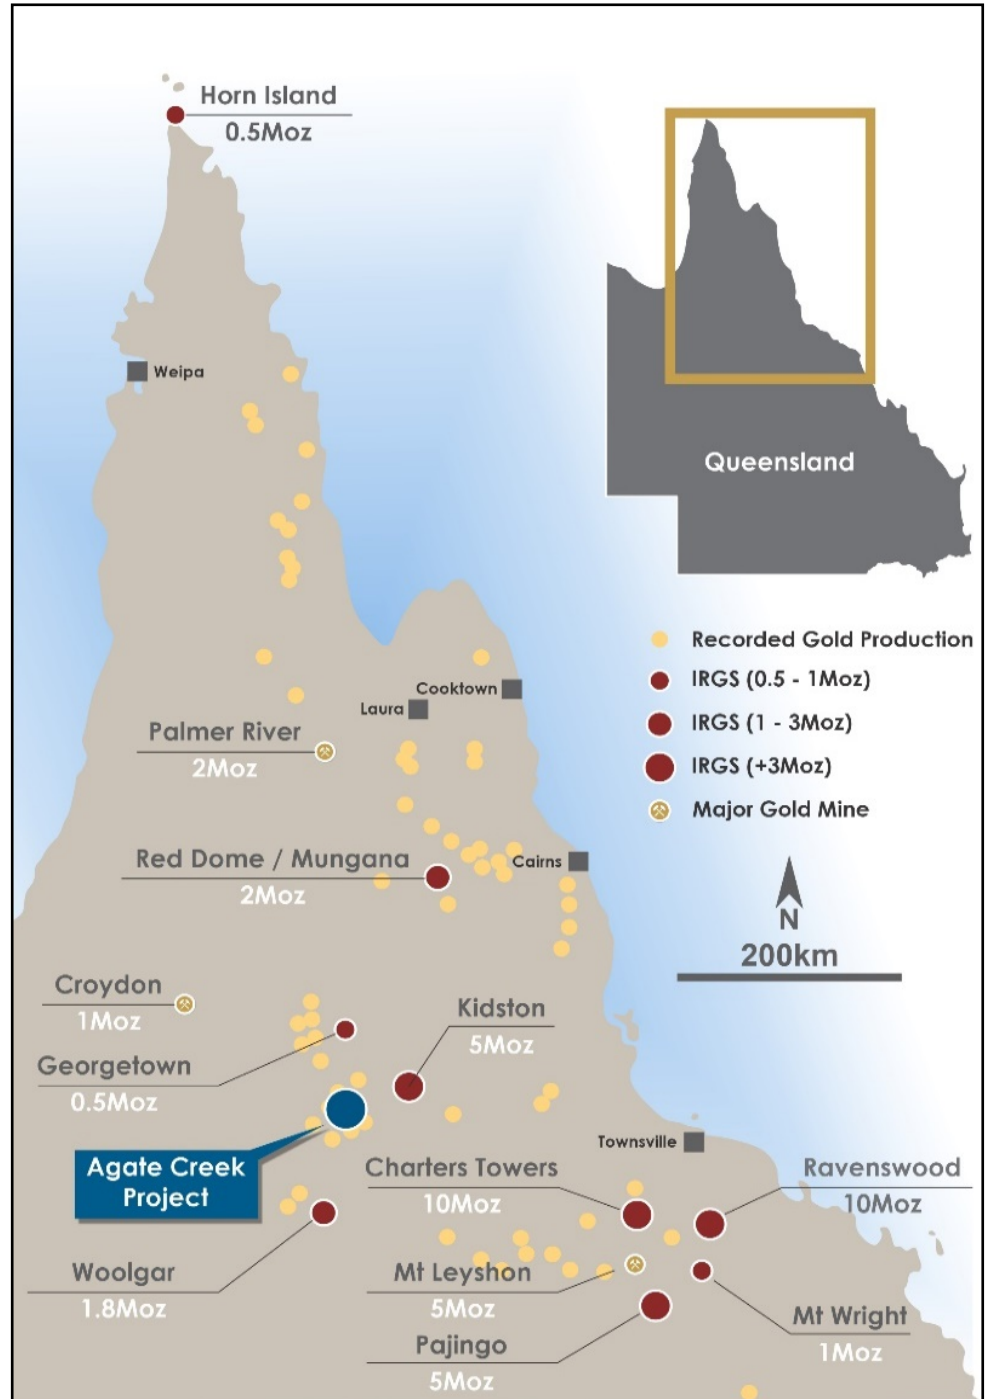 Horn Island
0.5Moz
Weipa
Queensland
Recorded Gold Production
IRGS (0.5 - 1Moz)
IRGS (1 - 3Moz)
IRGS (+3Moz)
Major Gold Mine
Cooktown
Laura
Palmer River
2Moz
Red Dome / Mungana
2Moz
Cairns
N
200km
Croydon
1Moz
Kidston
5Moz
Georgetown
0.5Moz
Agate Creek
Project
Townsville
Charters Towers
10Moz
Ravenswood
10Moz
Woolgar
1.8Moz
Mt Leyshon
5Moz
Mt Wright
1Moz
Pajingo
5Moz